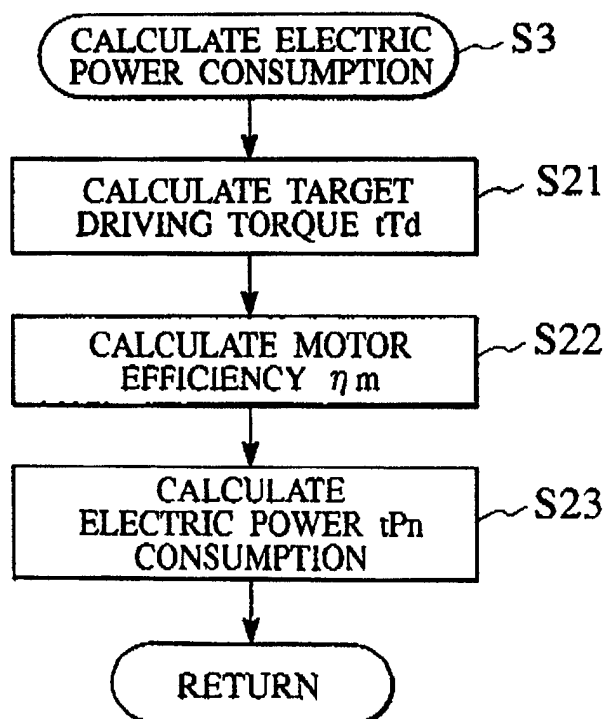 CALCULATE ELECTRIC
POWER CONSUMPTION
S3
CALCULATE TARGET
DRIVING TORQUE tTd
S21
CALCULATE MOTOR
EFFICIENCY ηm
S22
CALCULATE
ELECTRIC POWER tPn
CONSUMPTION
S23
RETURN